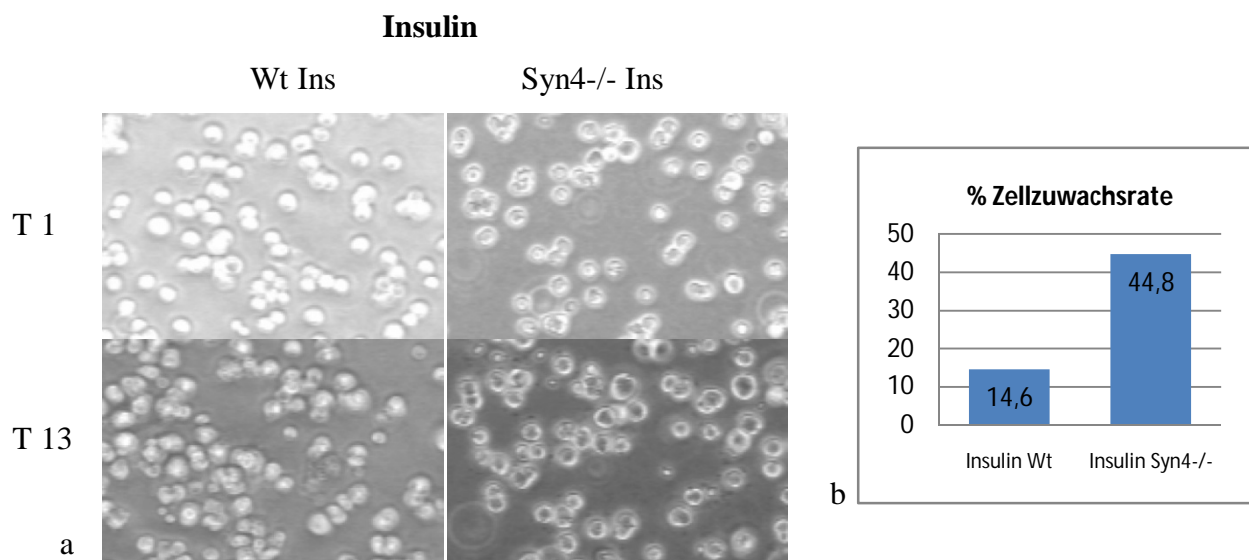 Insulin
Wt Ins Syn4-/- Ins
T 1
T 13
a
% Zellzuwachsrate
50
40
30
20
10
0
44,8
14,6
Insulin Wt Insulin Syn4-/-
b